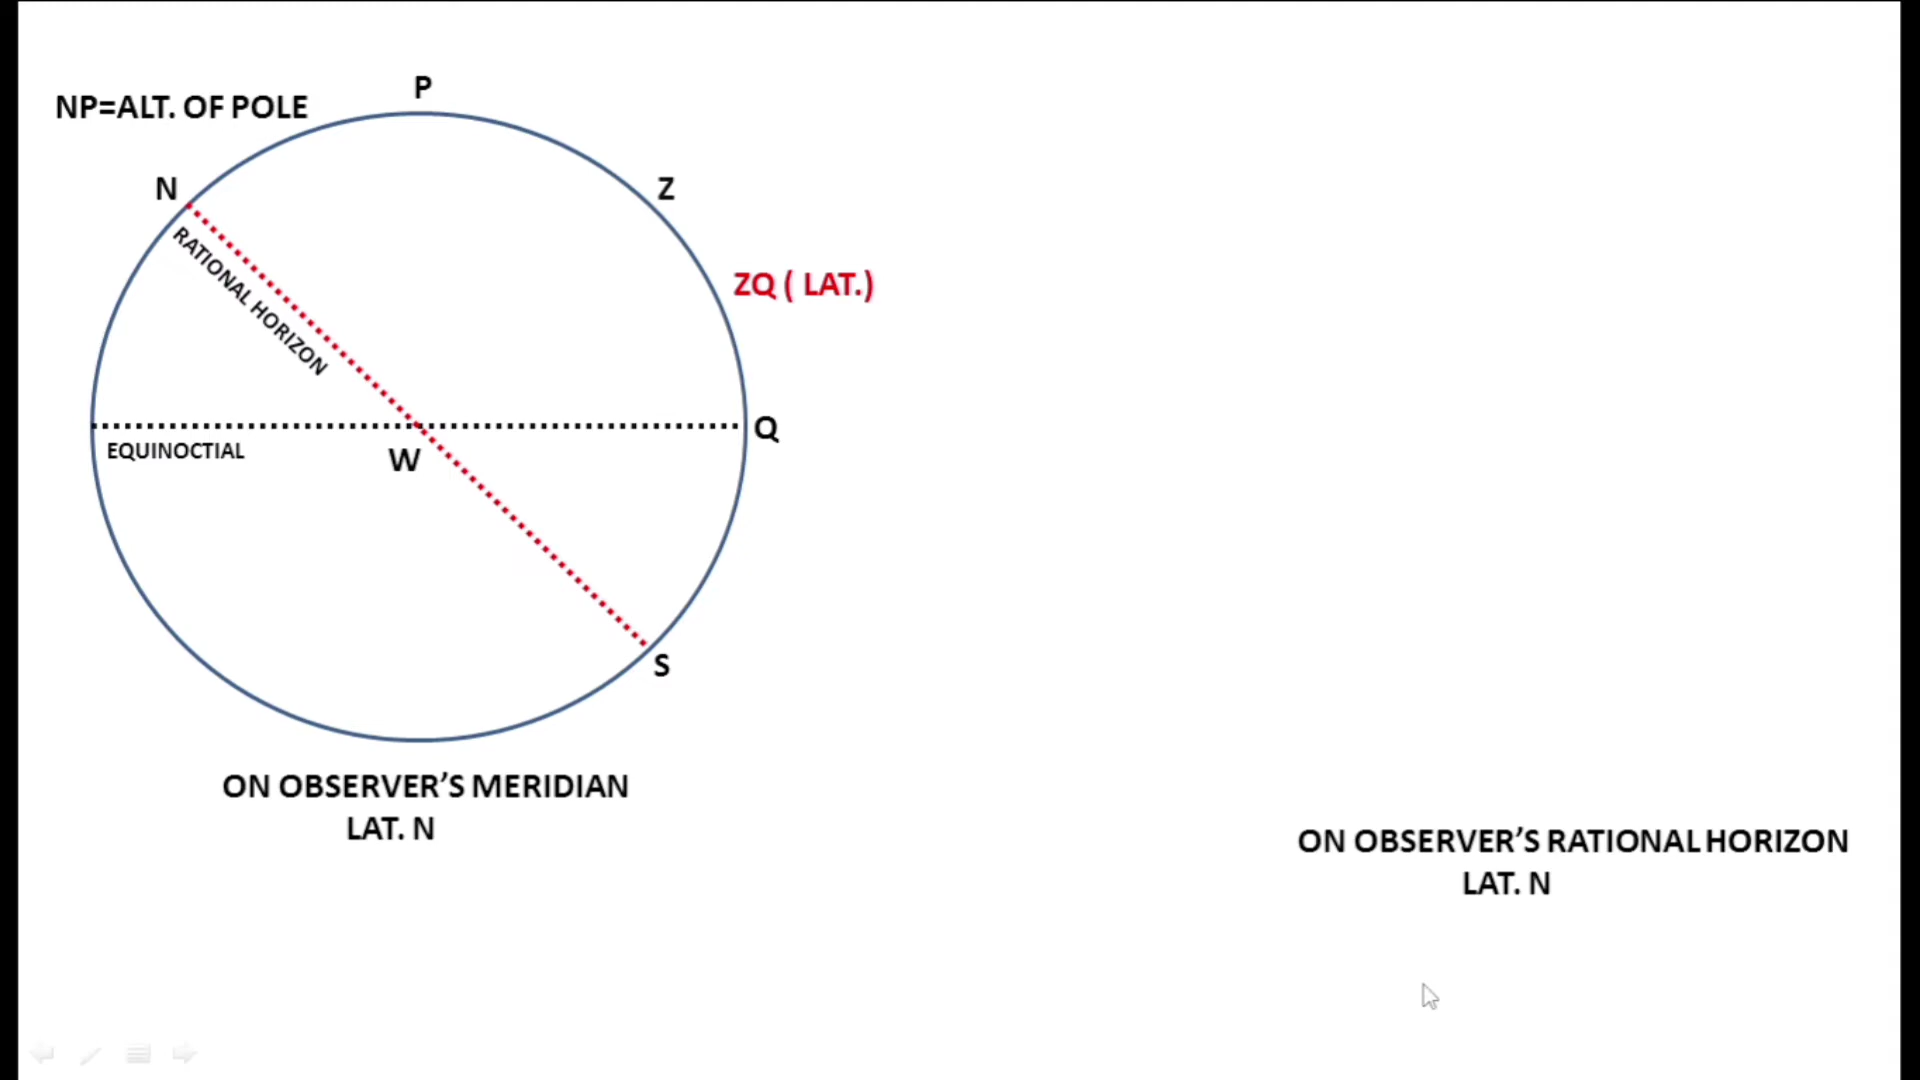 P
NP=ALT. OF POLE
N
Z
RATIONAL HORIZON
ZQ ( LAT.)
Q
EQUINOCTIAL
W
S
ON OBSERVER’S MERIDIAN
LAT. N
ON OBSERVER’S RATIONAL HORIZON
LAT. N